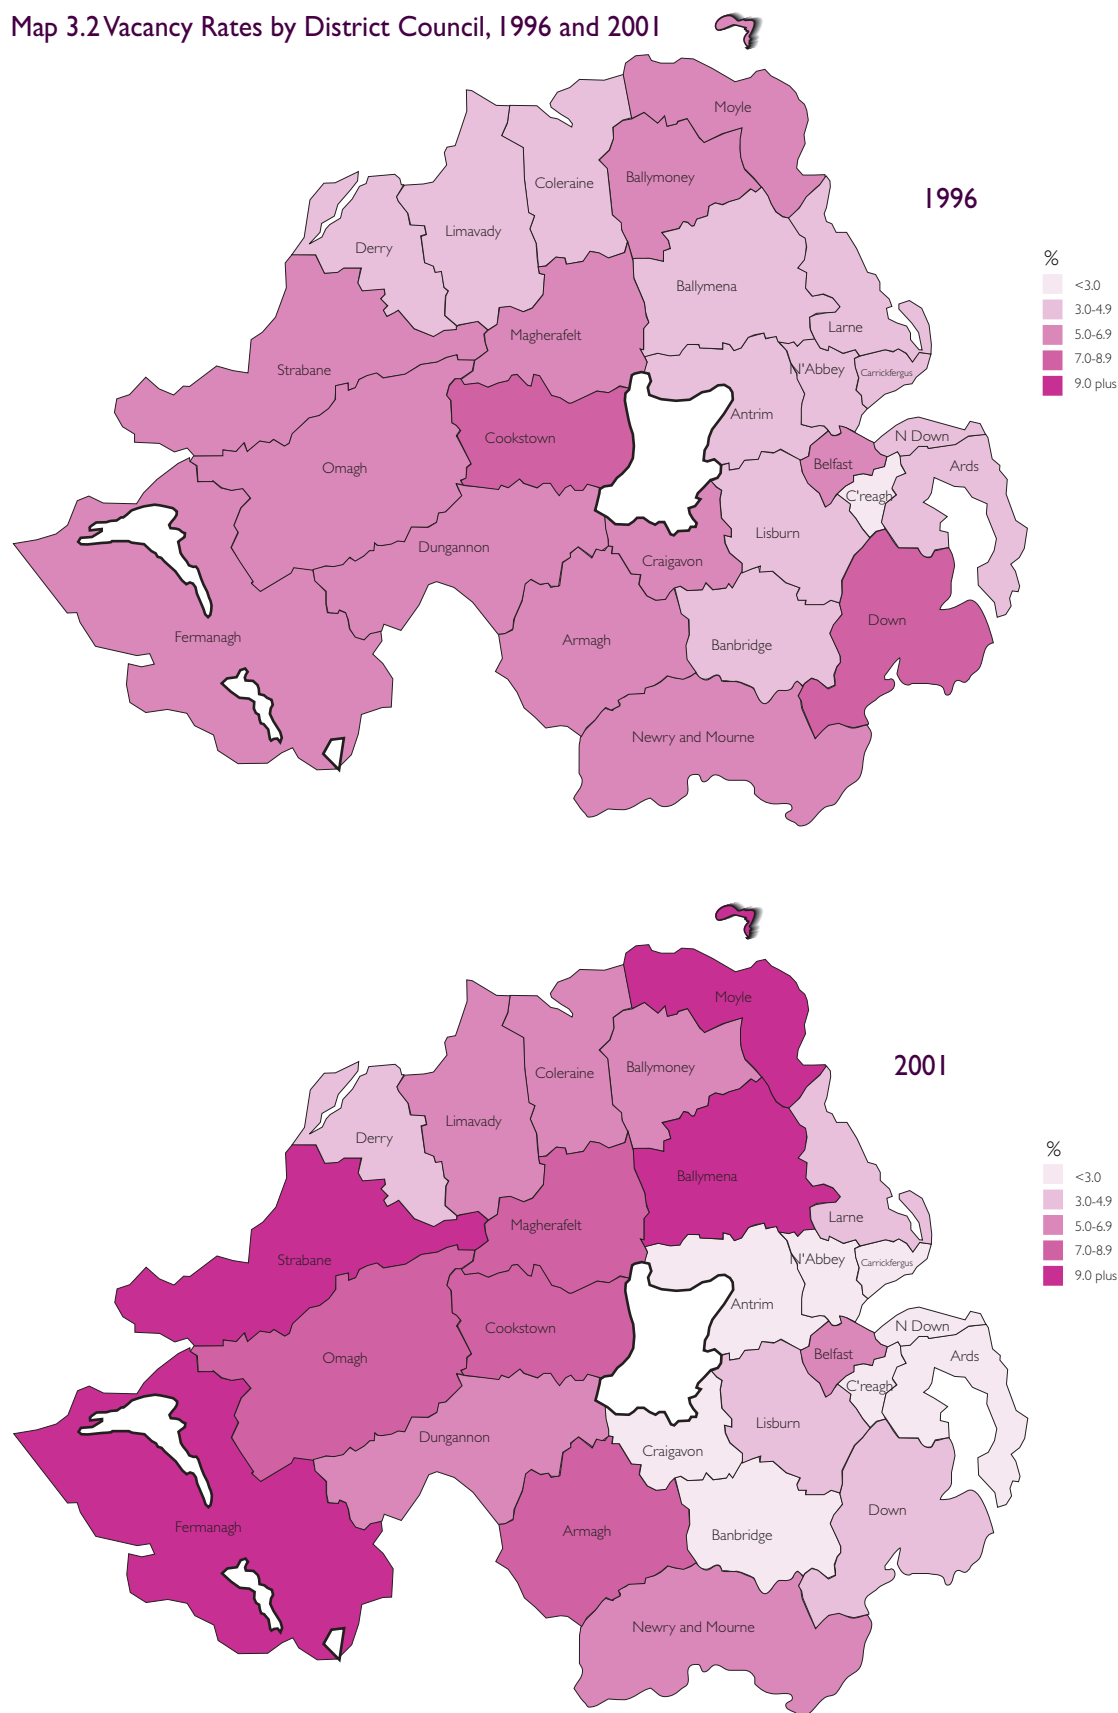 Map 3.2 Vacancy Rates by District Council, 1996 and 2001
Moyle
Coleraine
Ballymoney
1996
Limavady
Derry
%
<3.0
3.0-4.9
5.0-6.9
7.0-8.9
9.0 plus
Ballymena
Larne
Magherafelt
Strabane
N'Abbey
Carrickfergus
Antrim
Cookstown
N Down
Omagh
Belfast
Ards
C'reagh
Lisburn
Dungannon
Craigavon
Down
Fermanagh
Armagh
Banbridge
Newry and Mourne
Moyle
2001
Coleraine
Ballymoney
Limavady
Derry
%
<3.0
3.0-4.9
5.0-6.9
7.0-8.9
9.0 plus
Ballymena
Larne
Magherafelt
Strabane
N'Abbey
Carrickfergus
Antrim
Cookstown
N Down
Omagh
Belfast
Ards
C'reagh
Lisburn
Dungannon
Craigavon
Down
Fermanagh
Armagh
Banbridge
Newry and Mourne